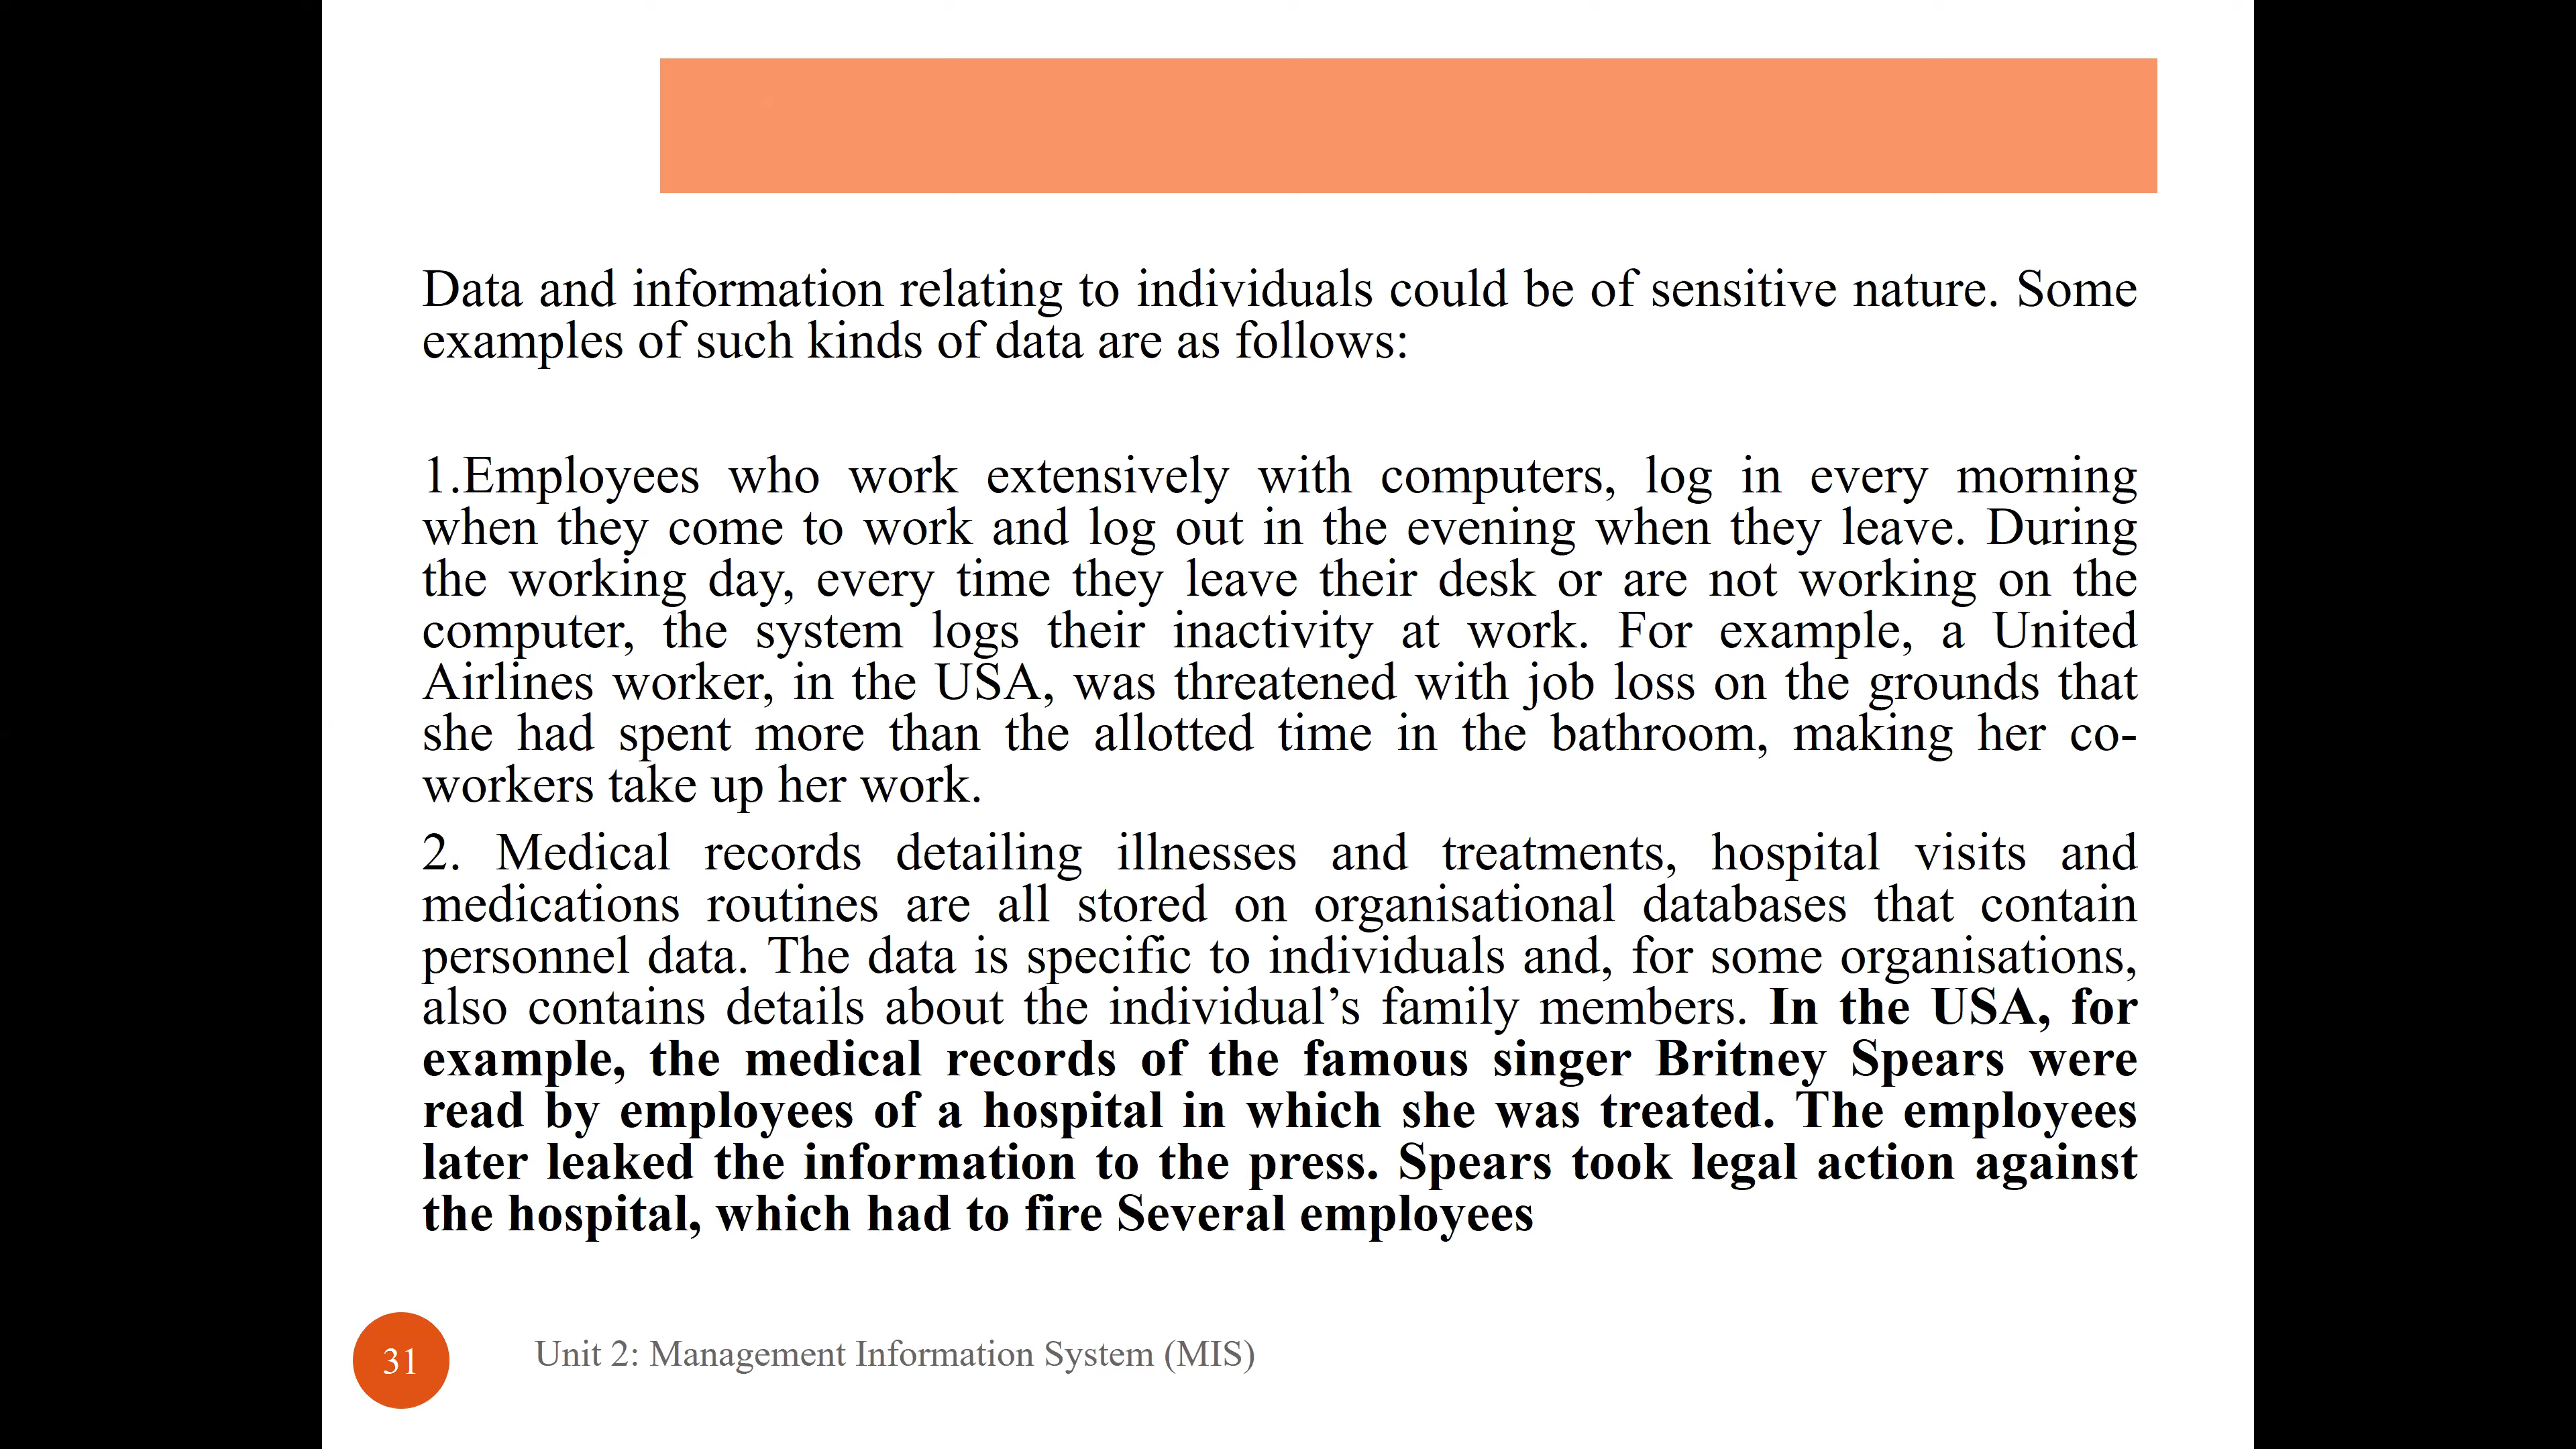 Data and information relating to individuals could be of sensitive nature. Some
examples of such kinds of data are as follows:
1.Employees who work extensively with computers, log in every morning
when they come to work and log out in the evening when they leave. During
the working day, every time they leave their desk or are not working on the
computer, the system logs their inactivity at work. For example, a United
Airlines worker, in the USA, was threatened with job loss on the grounds that
she had spent more than the allotted time in the bathroom, making her co-
workers take up her work.
2. Medical records detailing illnesses and treatments, hospital visits and
medications routines are all stored on organisational databases that contain
personnel data. The data is specific to individuals and, for some organisations,
also contains details about the individual’s family members. In the USA, for
example, the medical records of the famous singer Britney Spears were
read by employees of a hospital in which she was treated. The employees
later leaked the information to the press. Spears took legal action against
the hospital, which had to fire Several employees
31
Unit 2: Management Information System (MIS)